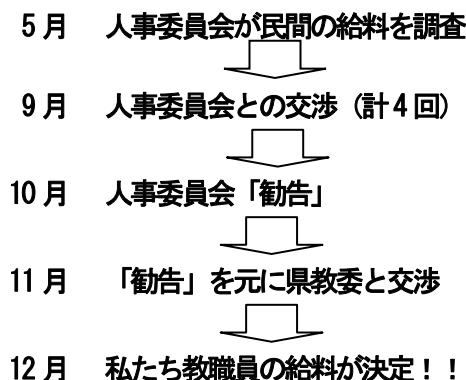 5月 人事委員会が民間の給料を調査
9月 人事委員会との交渉（計4回）
10月 人事委員会「勧告」
11月 「勧告」を元に県教委と交渉
12月 私たち教職員の給料が決定！！